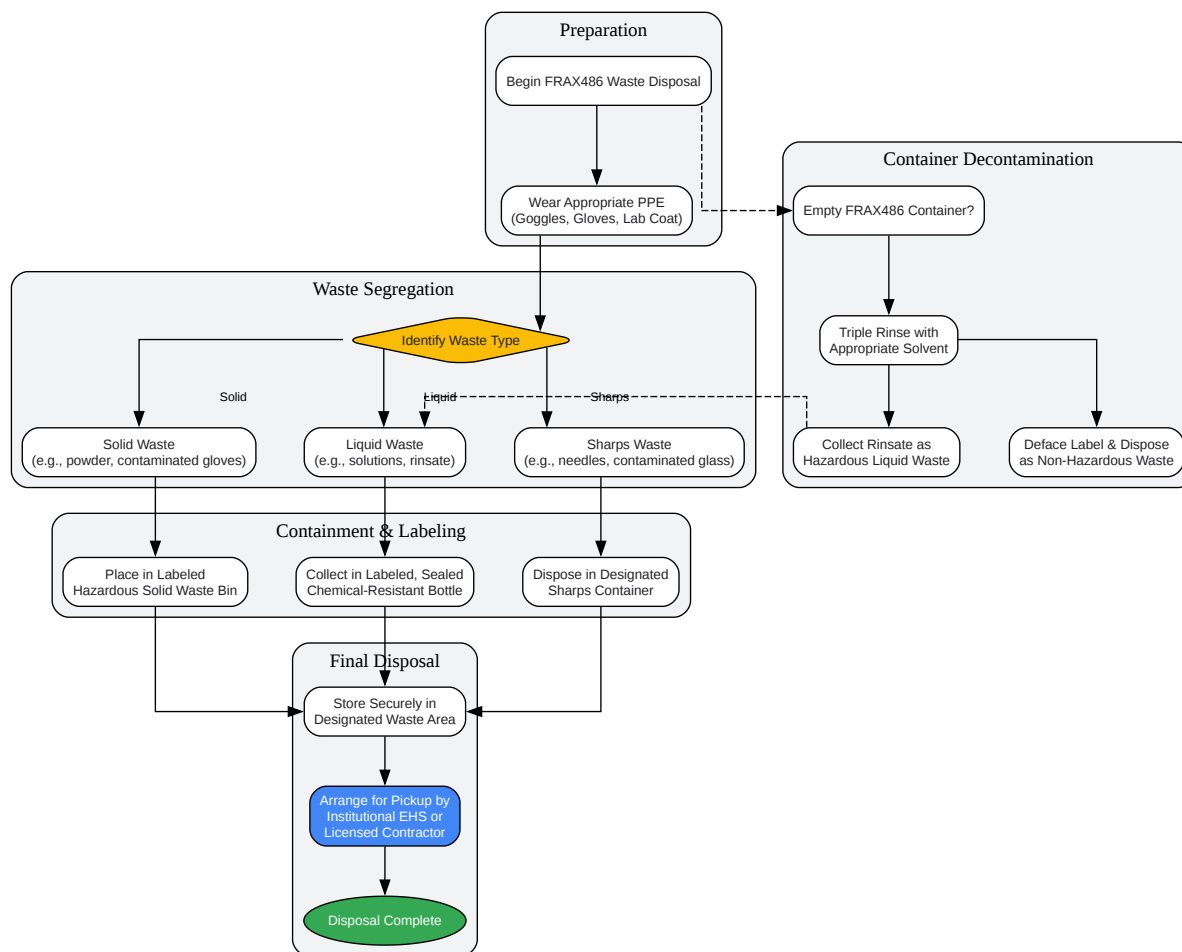 Preparation
Begin FRAX486 Waste Disposal
Wear Appropriate PPE
(Goggles, Gloves, Lab Coat)
Container Decontamination
Empty FRAX486 Container?
Triple Rinse with
Appropriate Solvent
Collect Rinsate as
Hazardous Liquid Waste
Deface Label & Dispose
as Non-Hazardous Waste
Waste Segregation
Identify Waste Type
Solid
Liquid
Sharps
Solid Waste
(e.g., powder, contaminated gloves)
Liquid Waste
(e.g., solutions, rinsate)
Sharps Waste
(e.g., needles, contaminated glass)
Containment & Labeling
Place in Labeled
Hazardous Solid Waste Bin
Collect in Labeled, Sealed
Chemical-Resistant Bottle
Dispose in Designated
Sharps Container
Final Disposal
Store Securely in
Designated Waste Area
Arrange for Pickup by
Institutional EHS or
Licensed Contractor
Disposal Complete